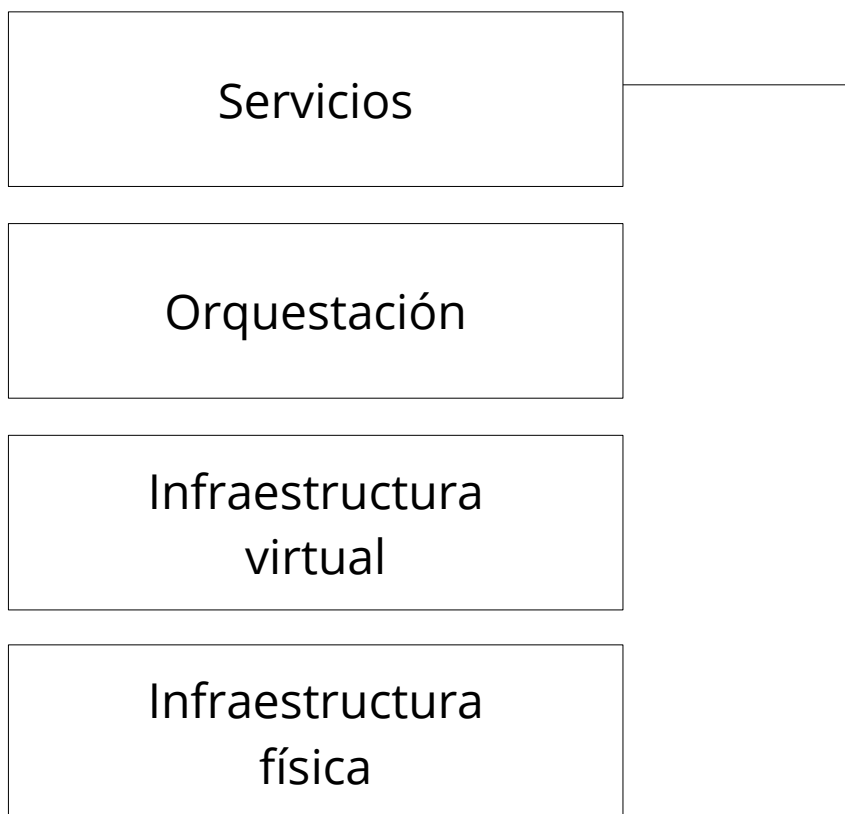 Servicios
Orquestación
Infraestructura
virtual
Infraestructura
física